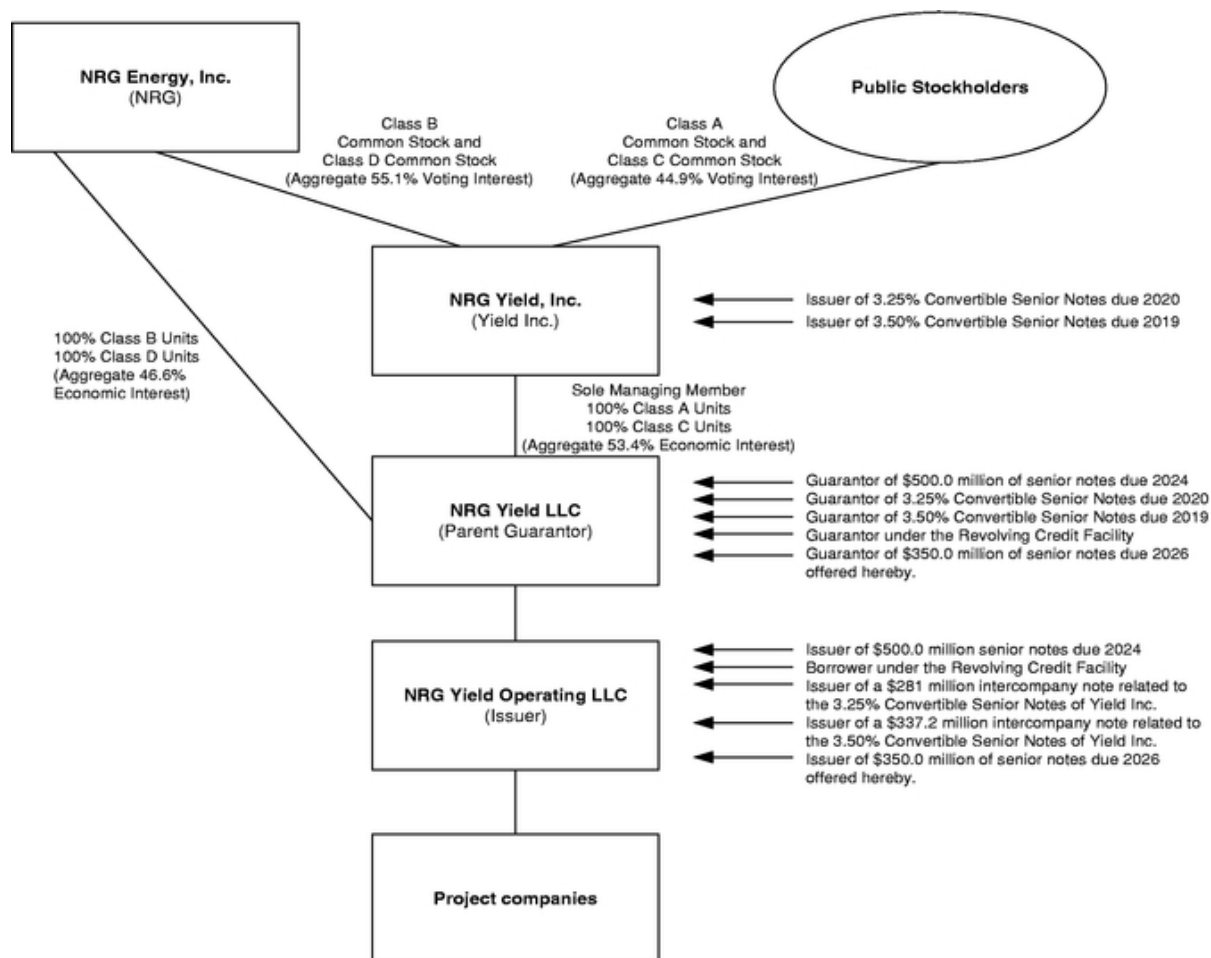 NRG Energy, Inc.
(NRG)
Public Stockholders
Class B
Common Stock and
Class D Common Stock
(Aggregate 55.1% Voting Interest)
Class A
Common Stock and
Class C Common Stock
(Aggregate 44.9% Voting Interest)
NRG Yield, Inc.
(Yield Inc.)
Issuer of 3.25% Convertible Senior Notes due 2020
Issuer of 3.50% Convertible Senior Notes due 2019
100% Class B Units
100% Class D Units
(Aggregate 46.6%
Economic Interest)
Sole Managing Member
100% Class A Units
100% Class C Units
(Aggregate 53.4% Economic Interest)
NRG Yield LLC
(Parent Guarantor)
Guarantor of $500.0 million of senior notes due 2024
Guarantor of 3.25% Convertible Senior Notes due 2020
Guarantor of 3.50% Convertible Senior Notes due 2019
Guarantor under the Revolving Credit Facility
Guarantor of $350.0 million of senior notes due 2026
offered hereby.
NRG Yield Operating LLC
(Issuer)
Issuer of $500.0 million senior notes due 2024
Borrower under the Revolving Credit Facility
Issuer of a $281 million intercompany note related to
the 3.25% Convertible Senior Notes of Yield Inc.
Issuer of a $337.2 million intercompany note related to
the 3.50% Convertible Senior Notes of Yield Inc.
Issuer of $350.0 million of senior notes due 2026
offered hereby.
Project companies